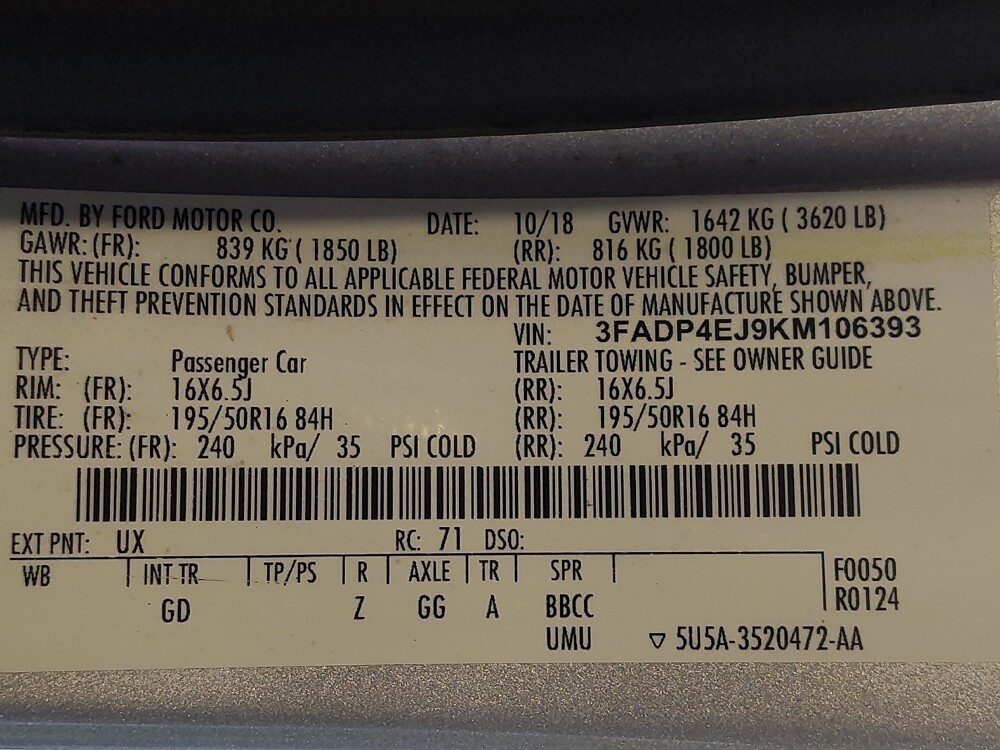 MFD. BY FORD MOTOR CO. DATE: 10/18 GVWR: 1642 KG ( 3620 LB)
GAWR: (FR): 839 KG ( 1850 LB) (RR): 816 KG ( 1800 LB)
THIS VEHICLE CONFORMS TO ALL APPLICABLE FEDERAL MOTOR VEHICLE SAFETY, BUMPER,
AND THEFT PREVENTION STANDARDS IN EFFECT ON THE DATE OF MANUFACTURE SHOWN ABOVE.
VIN: 3FADP4EJ9KM106393
TYPE: Passenger Car TRAILER TOWING - SEE OWNER GUIDE
RIM: (FR): 16X6.5J (RR): 16X6.5J
TIRE: (FR): 195/50R16 84H (RR): 195/50R16 84H
PRESSURE: (FR): 240 kPa/ 35 PSI COLD (RR): 240 kPa/ 35 PSI COLD
EXT PNT: UX RC: 71 DSO:
WB INT TR TP/PS R AXLE TR SPR F0050
GD Z GG A BBCC R0124
UMU ▽ 5U5A-3520472-AA